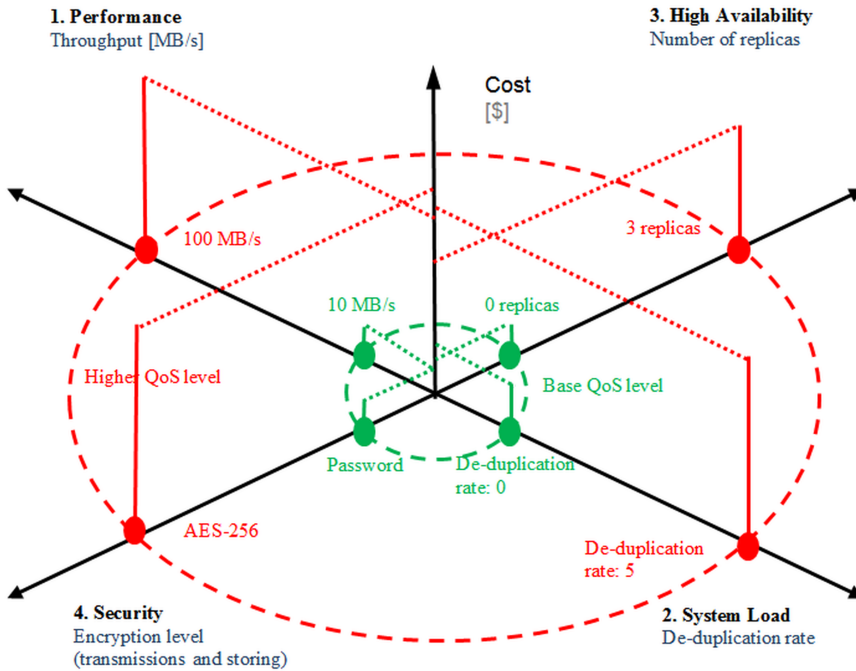 1. Performance
Throughput [MB/s]
3. High Availability
Number of replicas
Cost
[$]
100 MB/s
3 replicas
10 MB/s
0 replicas
Higher QoS level
Base QoS level
Password
De-duplication
rate: 0
AES-256
De-duplication
rate: 5
4. Security
Encryption level
(transmissions and storing)
2. System Load
De-duplication rate